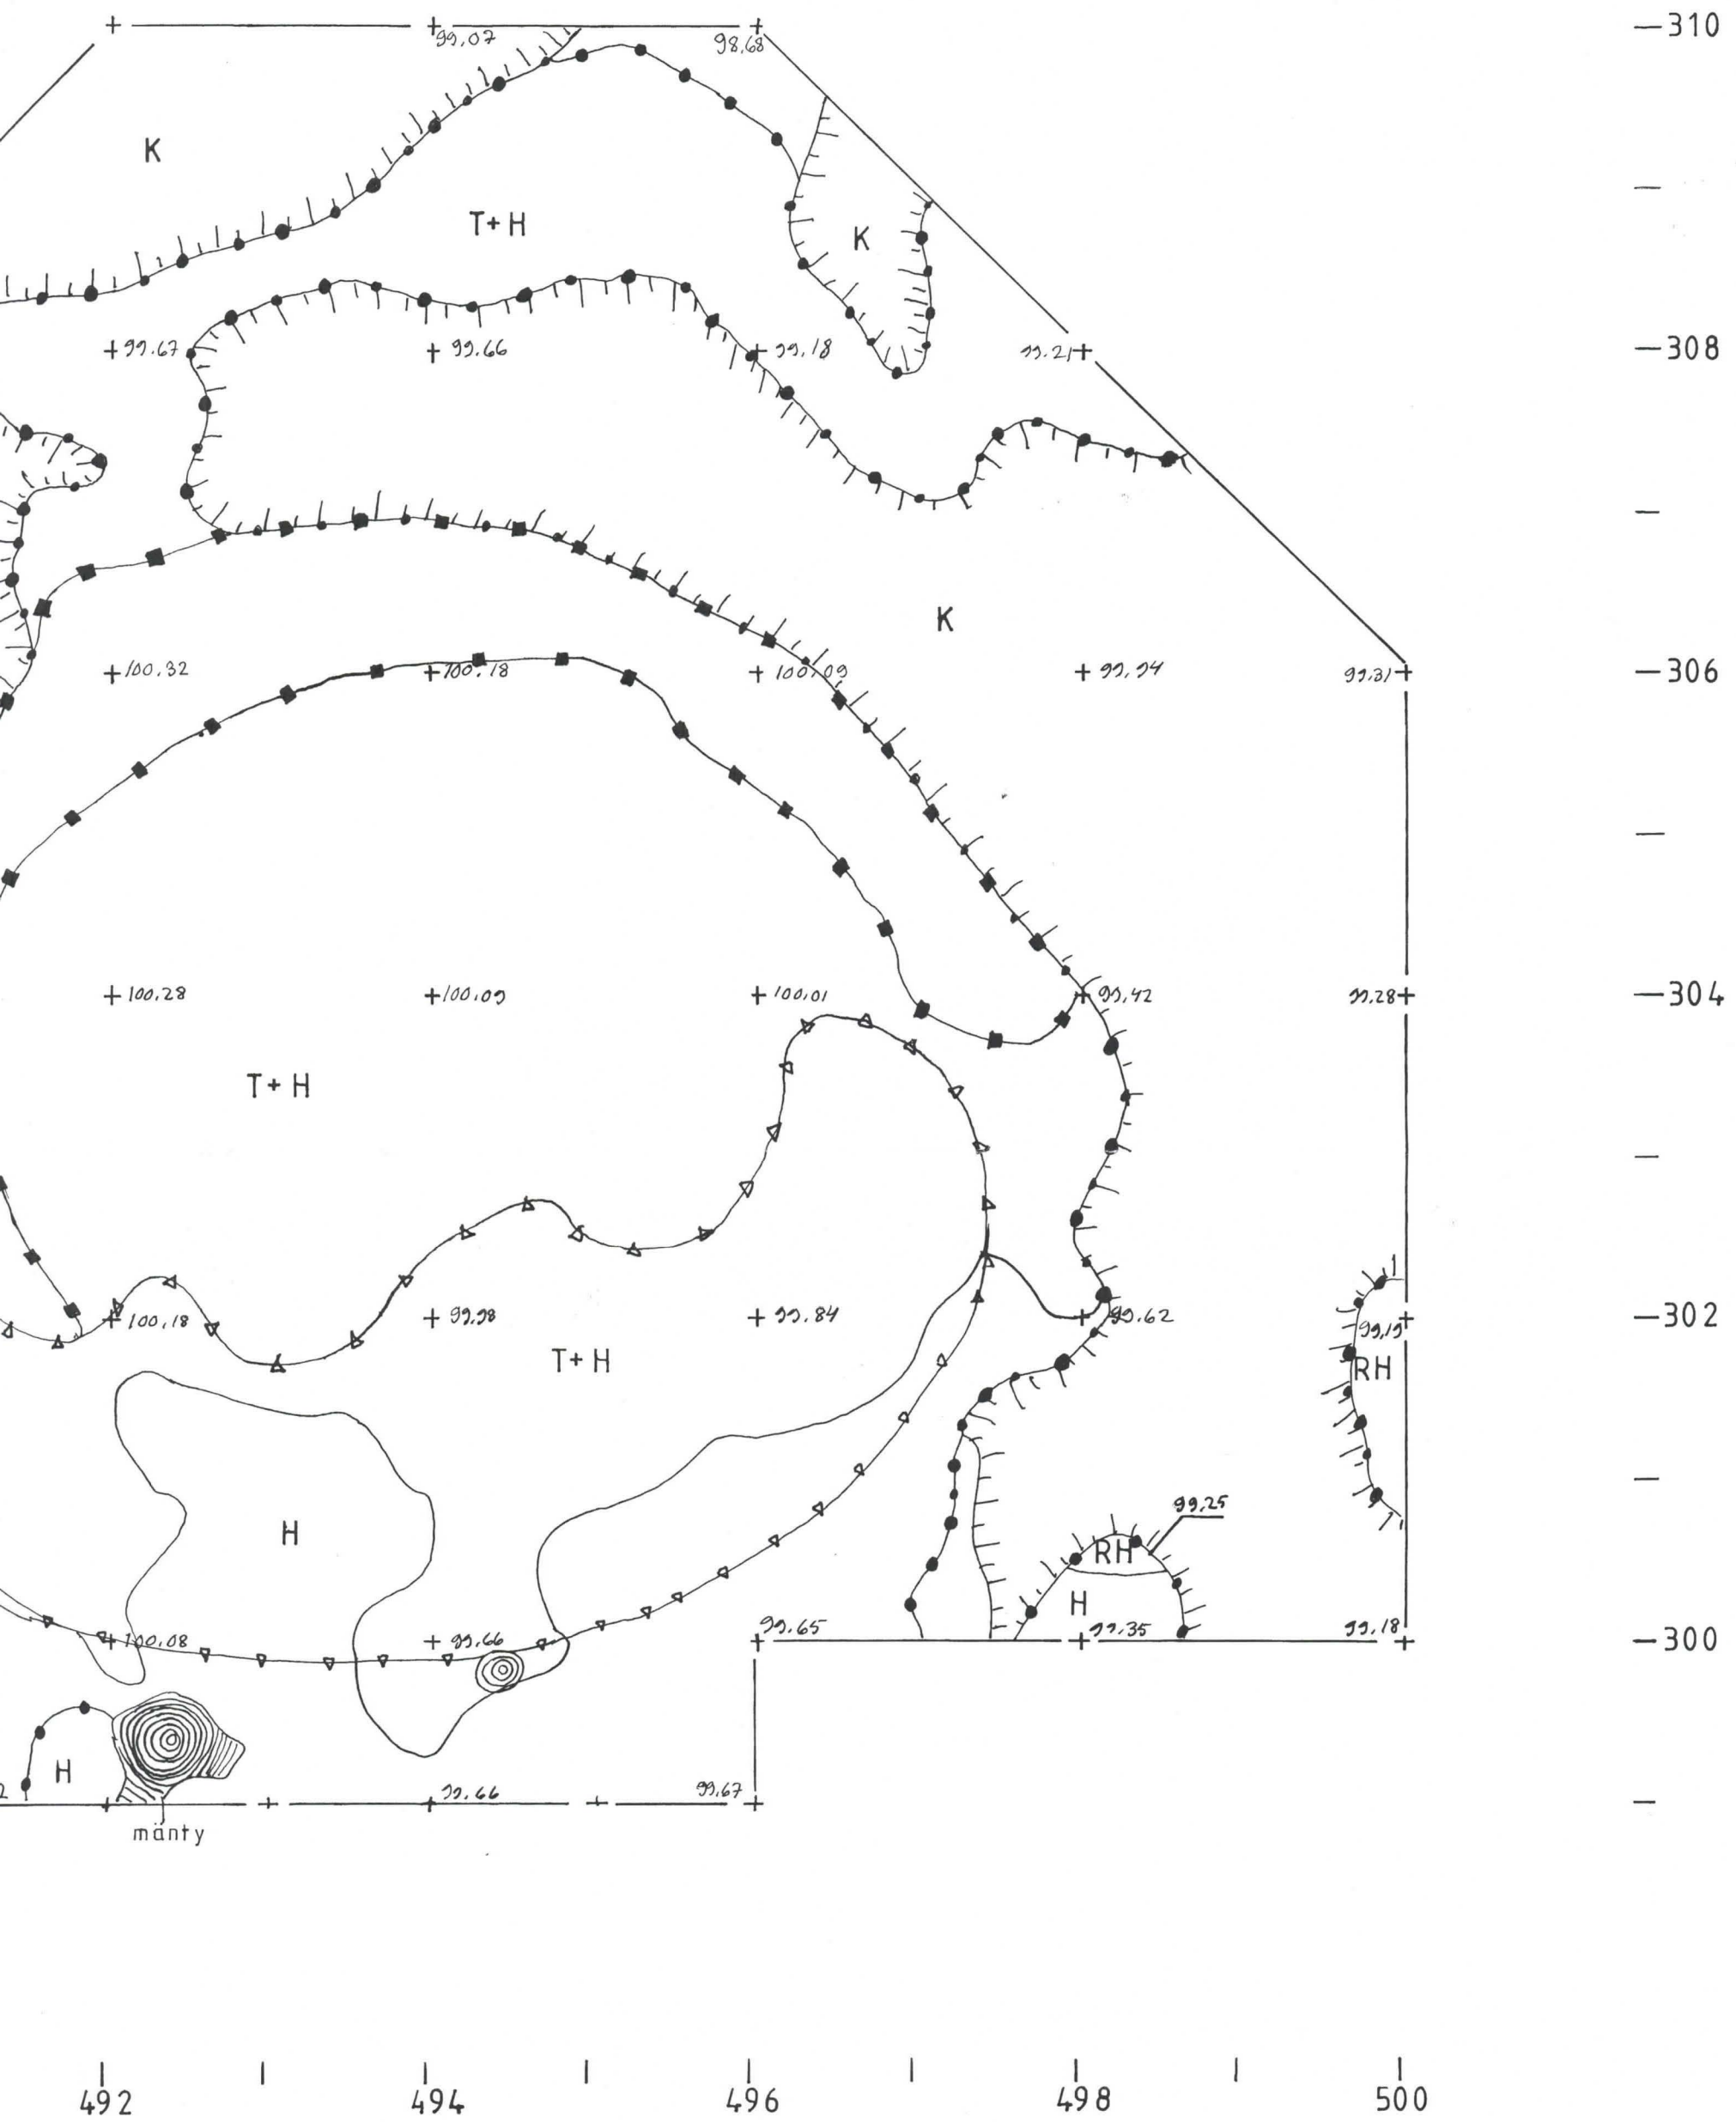 99,07 98,68 —310
K
T+H
K
99.67 99.66 99,18 99.21 —308
K
100,32 100,18 100,09 99,94 99,31 —306
100,28 100,09 100,01 99,42 99,28 —304
T+H
100,18 99,98 99,84 99,62 99,19 —302
T+H RH
99,25
H RH
H
100,08 99,66 99.65 99,35 99,18 —300
H
99,66 99,67
mänty
492 494 496 498 500